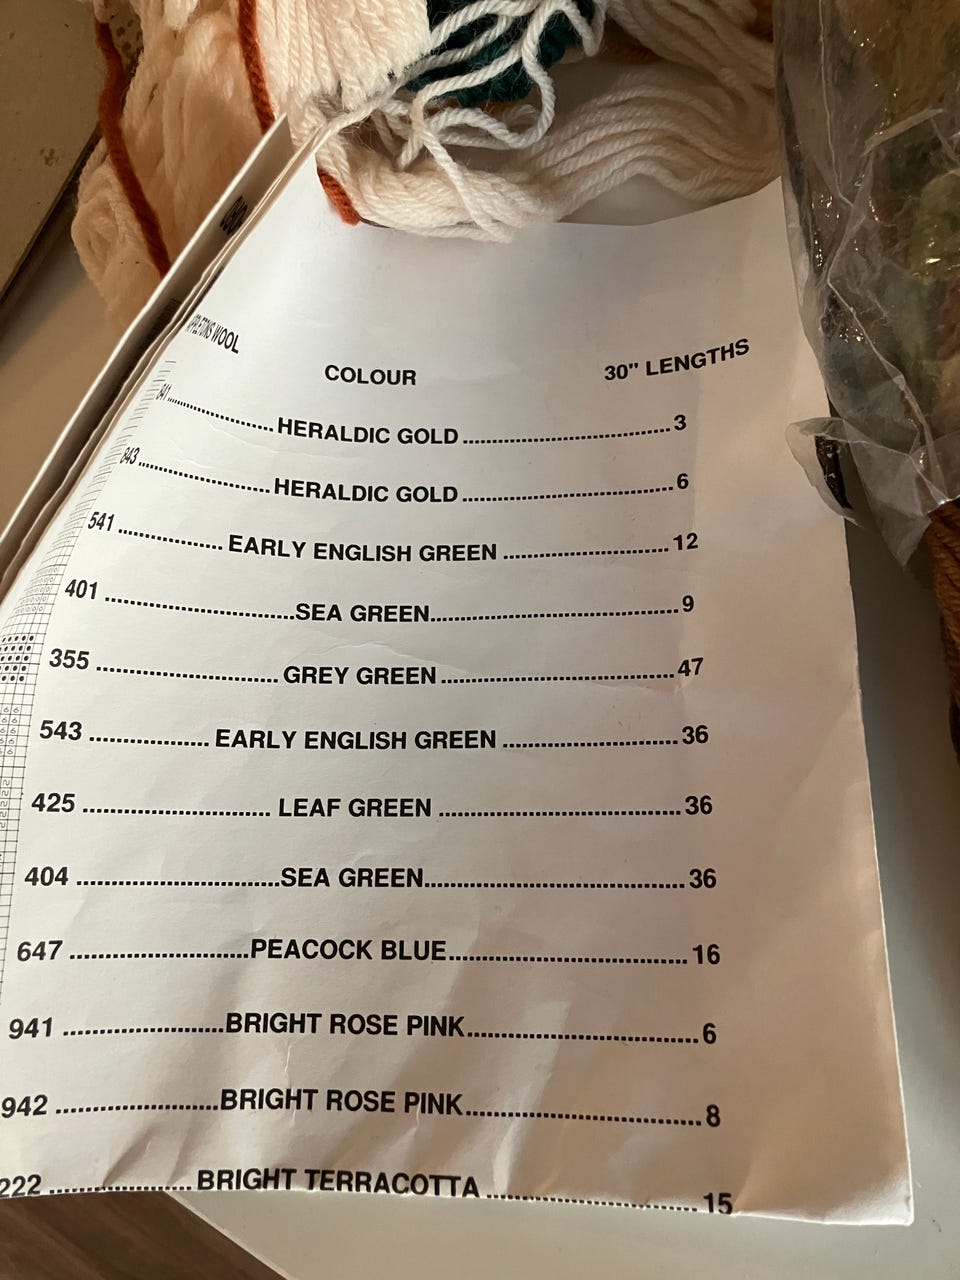 APPLETONS WOOL
COLOUR
30" LENGTHS
841..................HERALDIC GOLD...............................3
843......................HERALDIC GOLD...............................6
541.................EARLY ENGLISH GREEN........................12
401..............................SEA GREEN....................................9
355............................. GREY GREEN..................................47
543................... EARLY ENGLISH GREEN..........................36
425.............................. LEAF GREEN....................................36
404................................SEA GREEN.......................................36
647............................PEACOCK BLUE...................................16
941.........................BRIGHT ROSE PINK.................................6
942.........................BRIGHT ROSE PINK.................................8
222......................BRIGHT TERRACOTTA..............................15